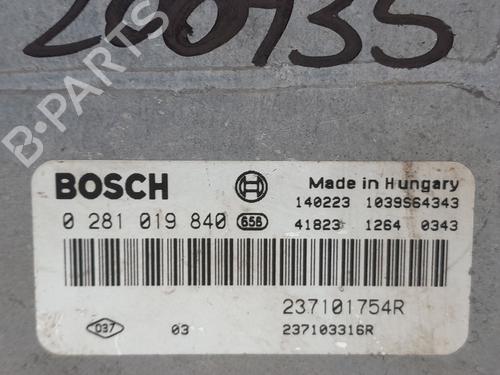 200935
B-PARTS
BOSCH
Made in Hungary
140223 1039S64343
0 281 019 840 656
41823 1264 0343
237101754R
037 03 237103316R